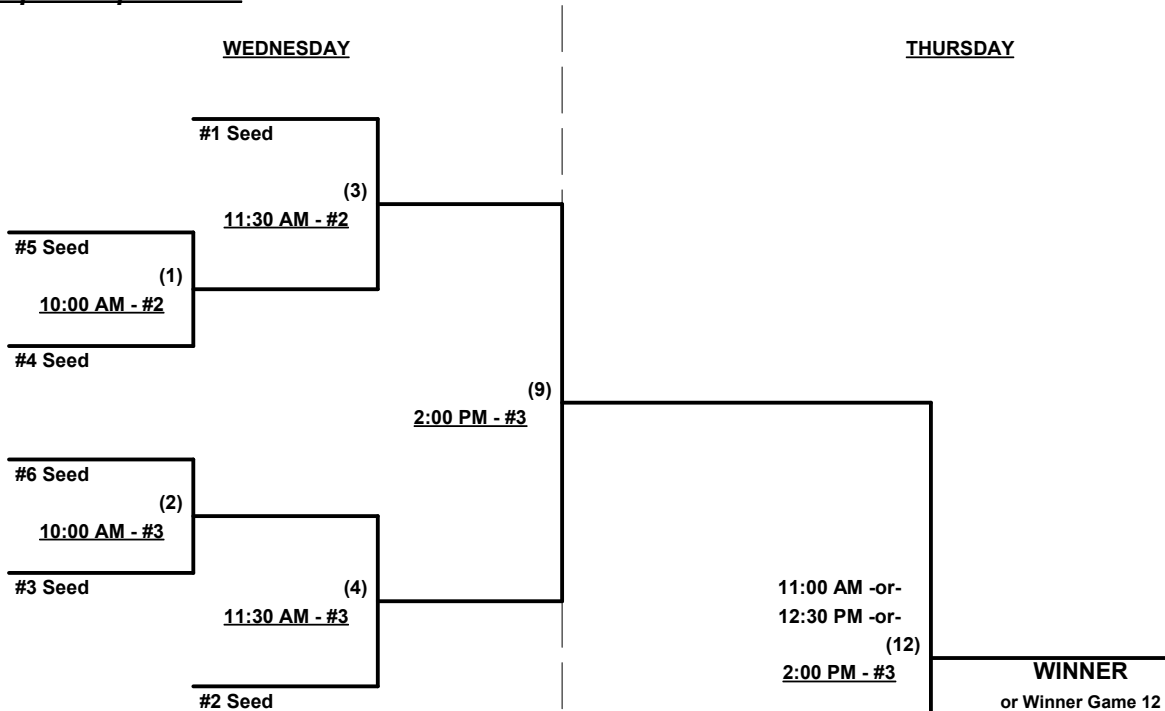 WEDNESDAY
THURSDAY
#1 Seed
(3)
11:30 AM - #2
#5 Seed
(1)
10:00 AM - #2
#4 Seed
(9)
2:00 PM - #3
#6 Seed
(2)
10:00 AM - #3
#3 Seed
(4)
11:30 AM - #3
#2 Seed
11:00 AM -or-
12:30 PM -or-
(12)
2:00 PM - #3
WINNER
or Winner Game 12